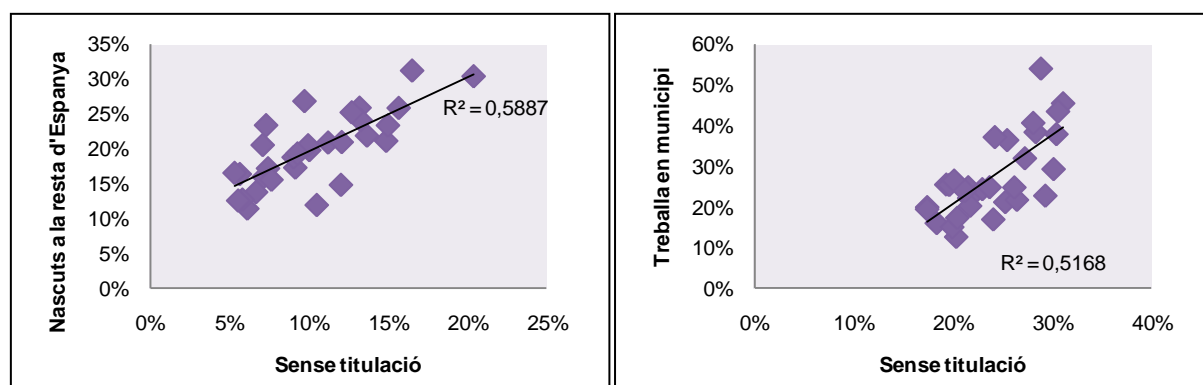 Nascuts a la resta d'Espanya
35%
30%
25%
20%
15%
10%
5%
0%
R² = 0,5887
0% 5% 10% 15% 20% 25%
Sense titulació
Treballa en municipi
60%
50%
40%
30%
20%
10%
0%
R² = 0,5168
0% 10% 20% 30% 40%
Sense titulació